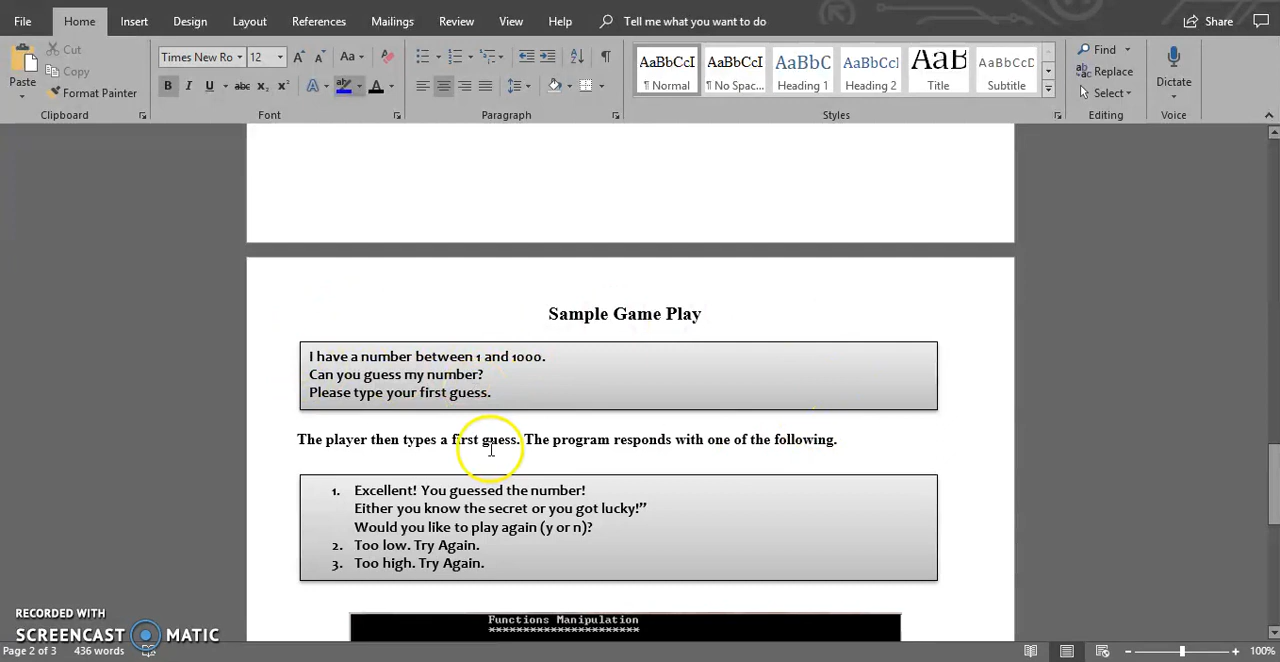 File Home Insert Design Layout References Mailings Review View Help Tell me what you want to do Share
Paste Cut Copy Format Painter
Times New Ro 12 Aa
B I U abc x₂ x² A A
AaBbCcI AaBbCcI AaBbC AaBbCcI AaBb AaBbCcD
¶ Normal ¶ No Spac... Heading 1 Heading 2 Title Subtitle
Find Replace Select Dictate
Clipboard Font Paragraph Styles Editing Voice
Sample Game Play
I have a number between 1 and 1000.
Can you guess my number?
Please type your first guess.
The player then types a first guess. The program responds with one of the following.
1. Excellent! You guessed the number!
Either you know the secret or you got lucky!”
Would you like to play again (y or n)?
2. Too low. Try Again.
3. Too high. Try Again.
Functions Manipulation
*********************
RECORDED WITH
SCREENCAST MATIC
Page 2 of 3 436 words 100%